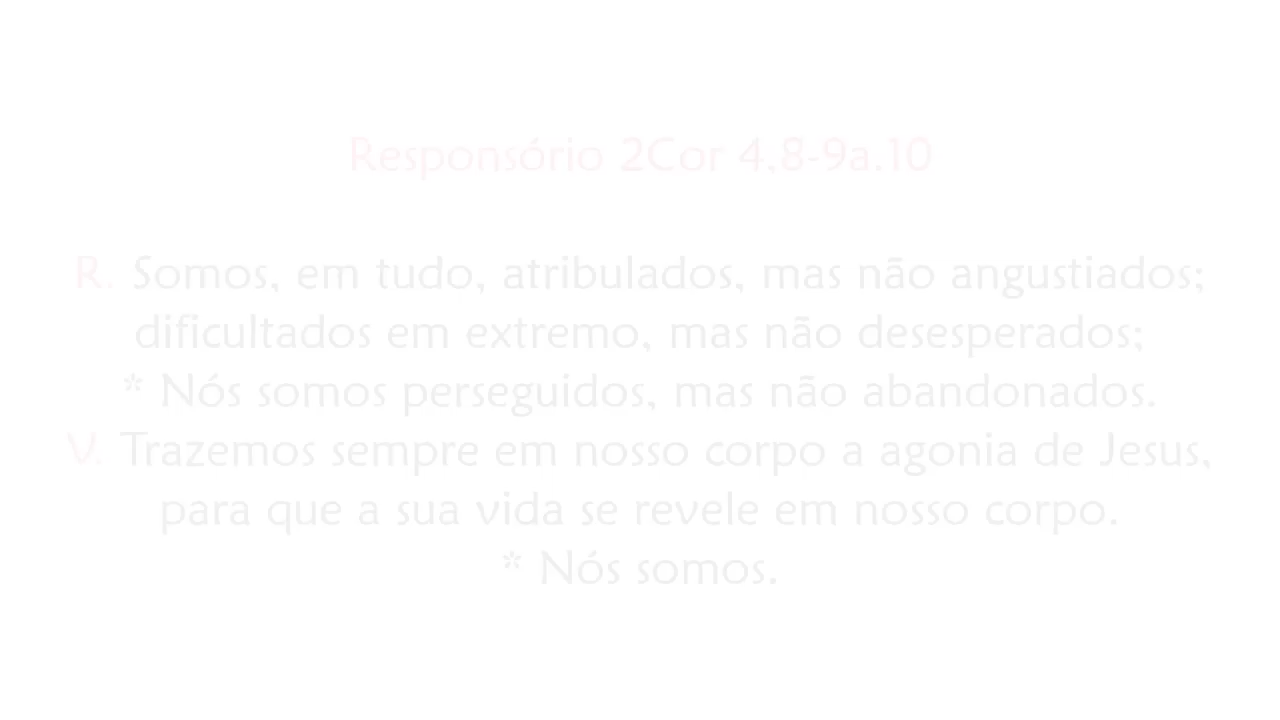 Responsório 2Cor 4,8-9a.10
R. Somos, em tudo, atribulados, mas não angustiados;
dificultados em extremo, mas não desesperados;
* Nós somos perseguidos, mas não abandonados.
V. Trazemos sempre em nosso corpo a agonia de Jesus,
para que a sua vida se revele em nosso corpo.
* Nós somos.